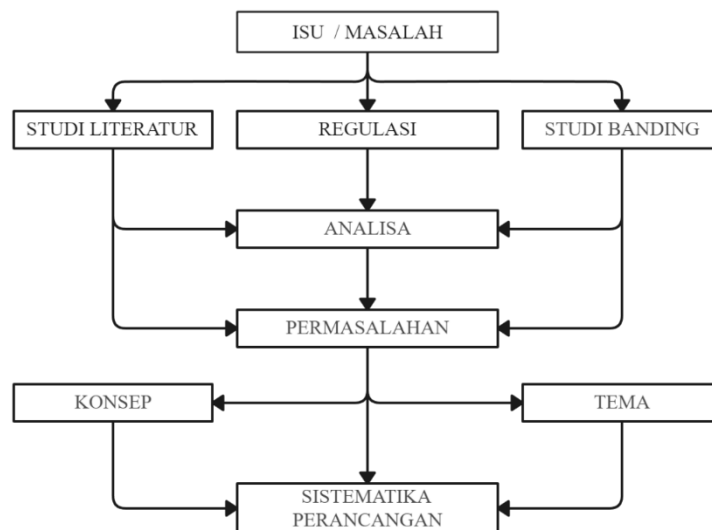 ISU / MASALAH
STUDI LITERATUR
REGULASI
STUDI BANDING
ANALISA
PERMASALAHAN
KONSEP
TEMA
SISTEMATIKA
PERANCANGAN